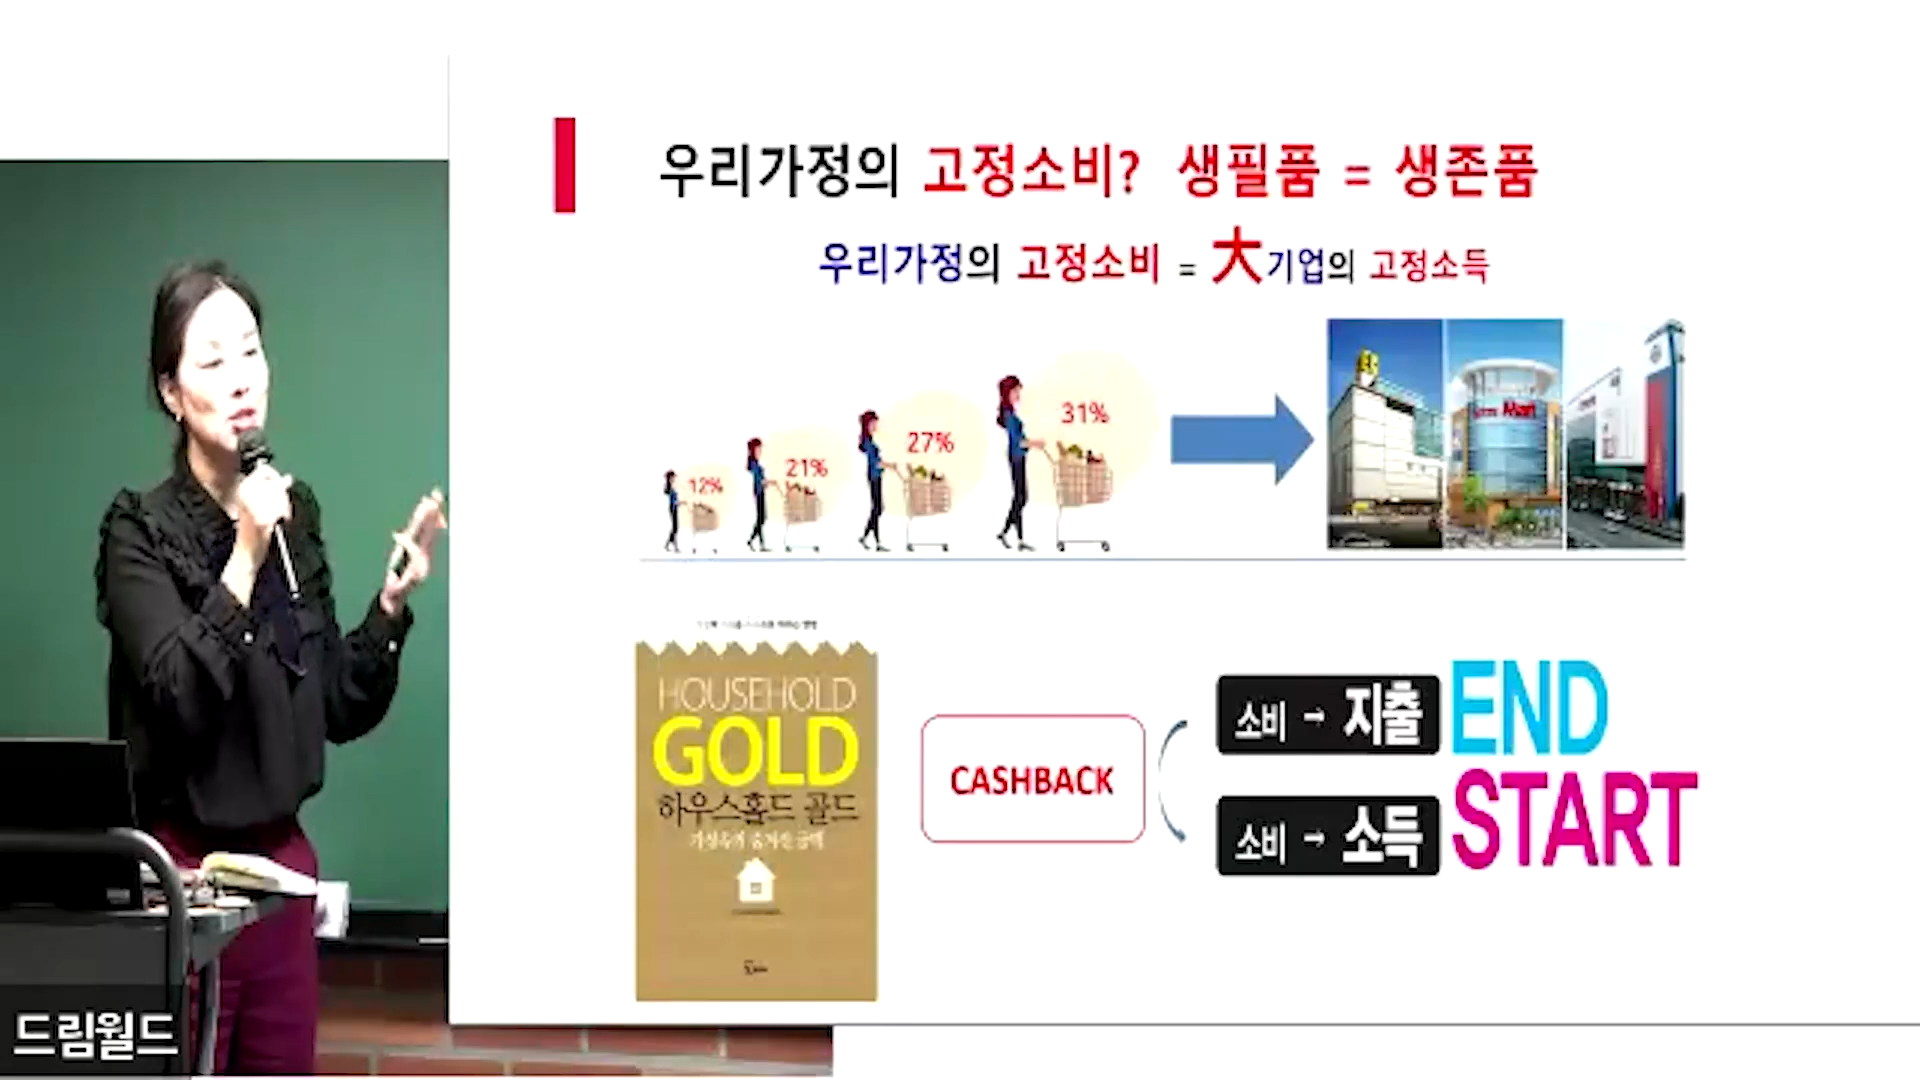 우리가정의 고정소비? 생필품 = 생존품
우리가정의 고정소비 = 大기업의 고정소득
12%
21%
27%
31%
Mart
HOUSEHOLD
GOLD
하우스홀드 골드
CASHBACK
소비 → 지출 END
소비 → 소득 START
드림월드